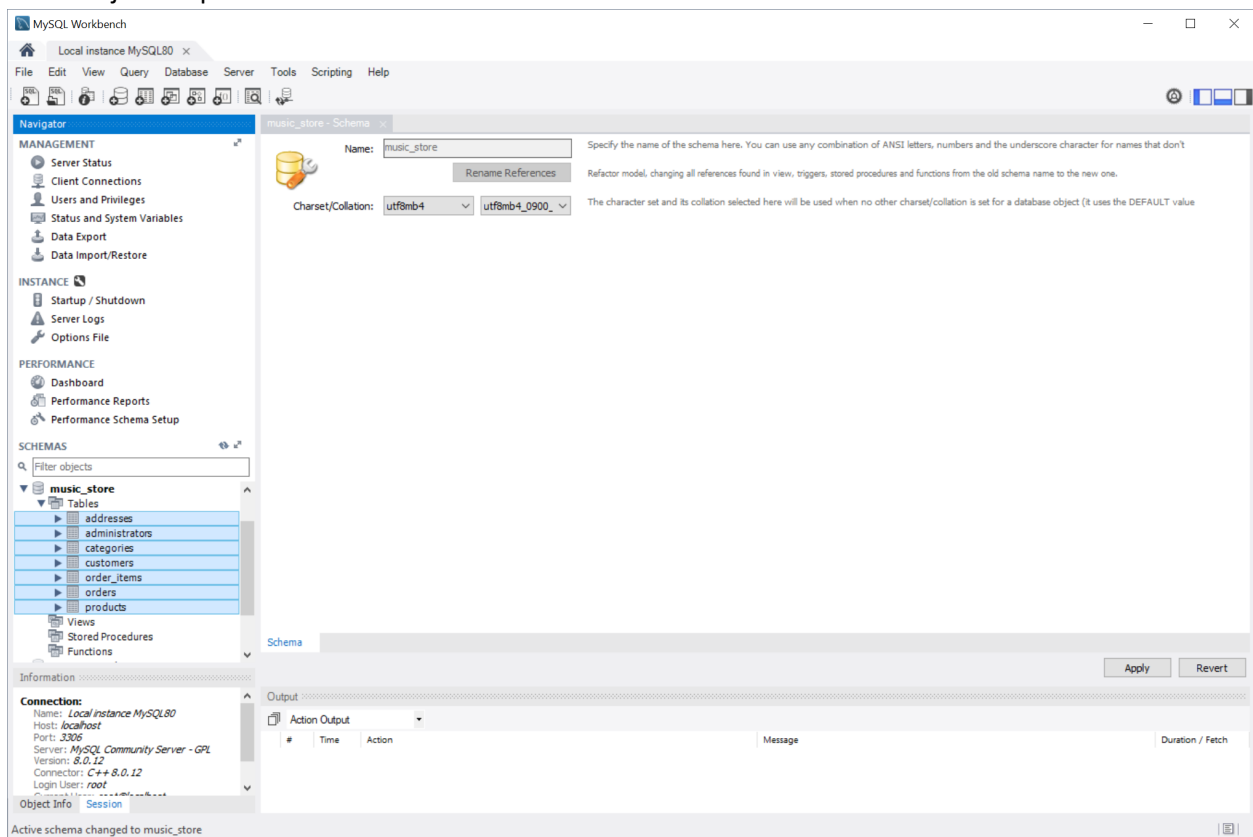 MySQL Workbench
Local instance MySQL80
File Edit View Query Database Server Tools Scripting Help
Navigator
MANAGEMENT
Server Status
Client Connections
Users and Privileges
Status and System Variables
Data Export
Data Import/Restore
INSTANCE
Startup / Shutdown
Server Logs
Options File
PERFORMANCE
Dashboard
Performance Reports
Performance Schema Setup
SCHEMAS
Filter objects
music_store
Tables
addresses
administrators
categories
customers
order_items
orders
products
Views
Stored Procedures
Functions
Information
Connection:
Name: Local instance MySQL80
Host: localhost
Port: 3306
Server: MySQL Community Server - GPL
Version: 8.0.12
Connector: C++ 8.0.12
Login User: root
Object Info Session
music_store - Schema
Name: music_store
Specify the name of the schema here. You can use any combination of ANSI letters, numbers and the underscore character for names that don't
Rename References
Refactor model, changing all references found in view, triggers, stored procedures and functions from the old schema name to the new one.
Charset/Collation: utf8mb4 utf8mb4_0900_
The character set and its collation selected here will be used when no other charset/collation is set for a database object (it uses the DEFAULT value
Schema
Apply Revert
Output
Action Output
# Time Action Message Duration / Fetch
Active schema changed to music_store